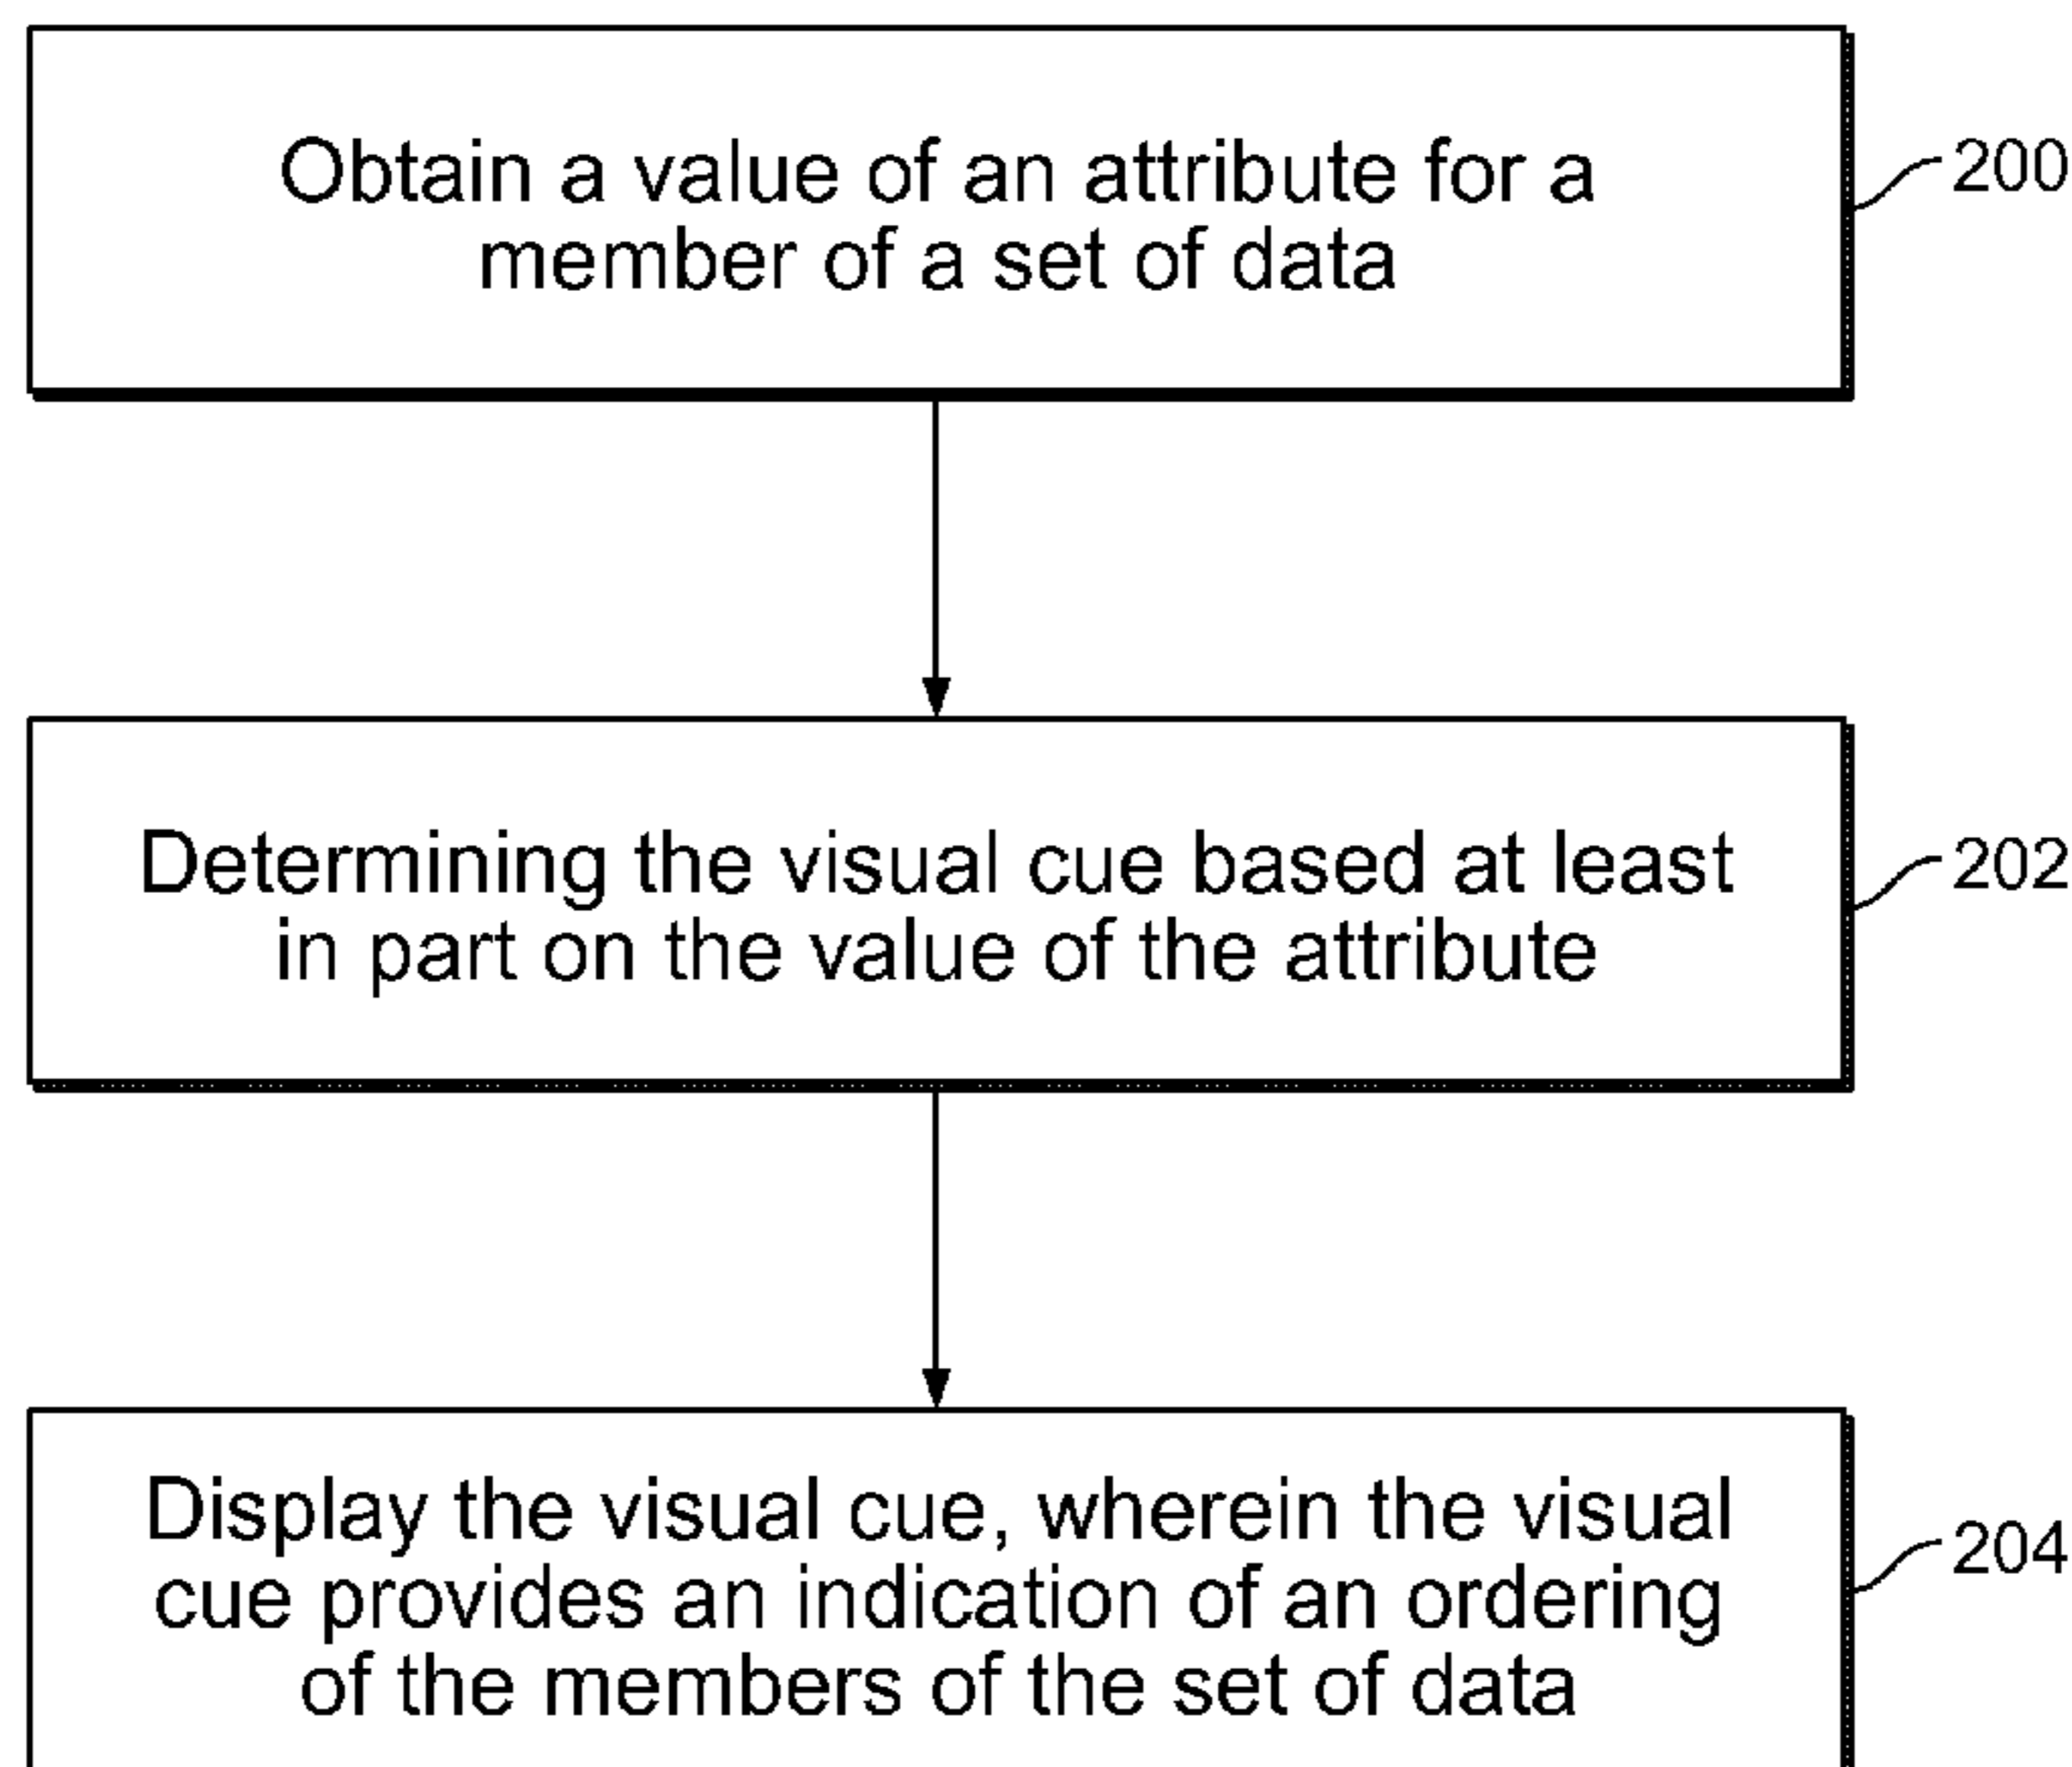 Obtain a value of an attribute for a
member of a set of data
200
Determining the visual cue based at least
in part on the value of the attribute
202
Display the visual cue, wherein the visual
cue provides an indication of an ordering
of the members of the set of data
204